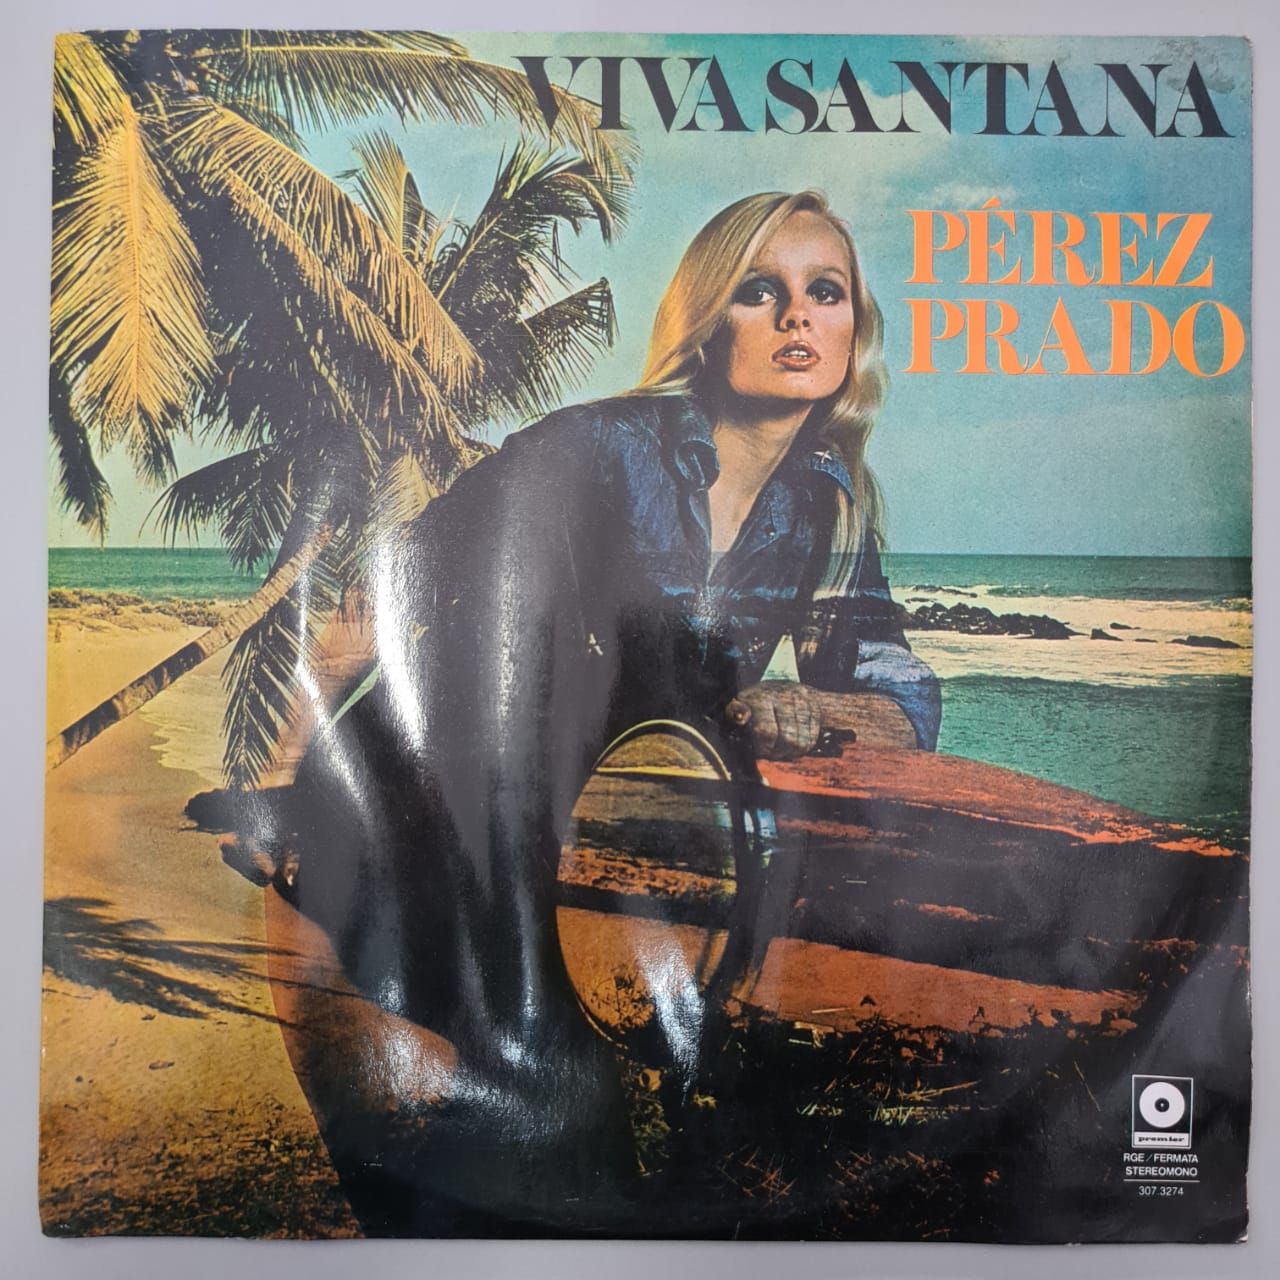 VIVA SANTANA
PÉREZ
PRADO
premier
RGE/FERMATA
STEREOMONO
307.3274